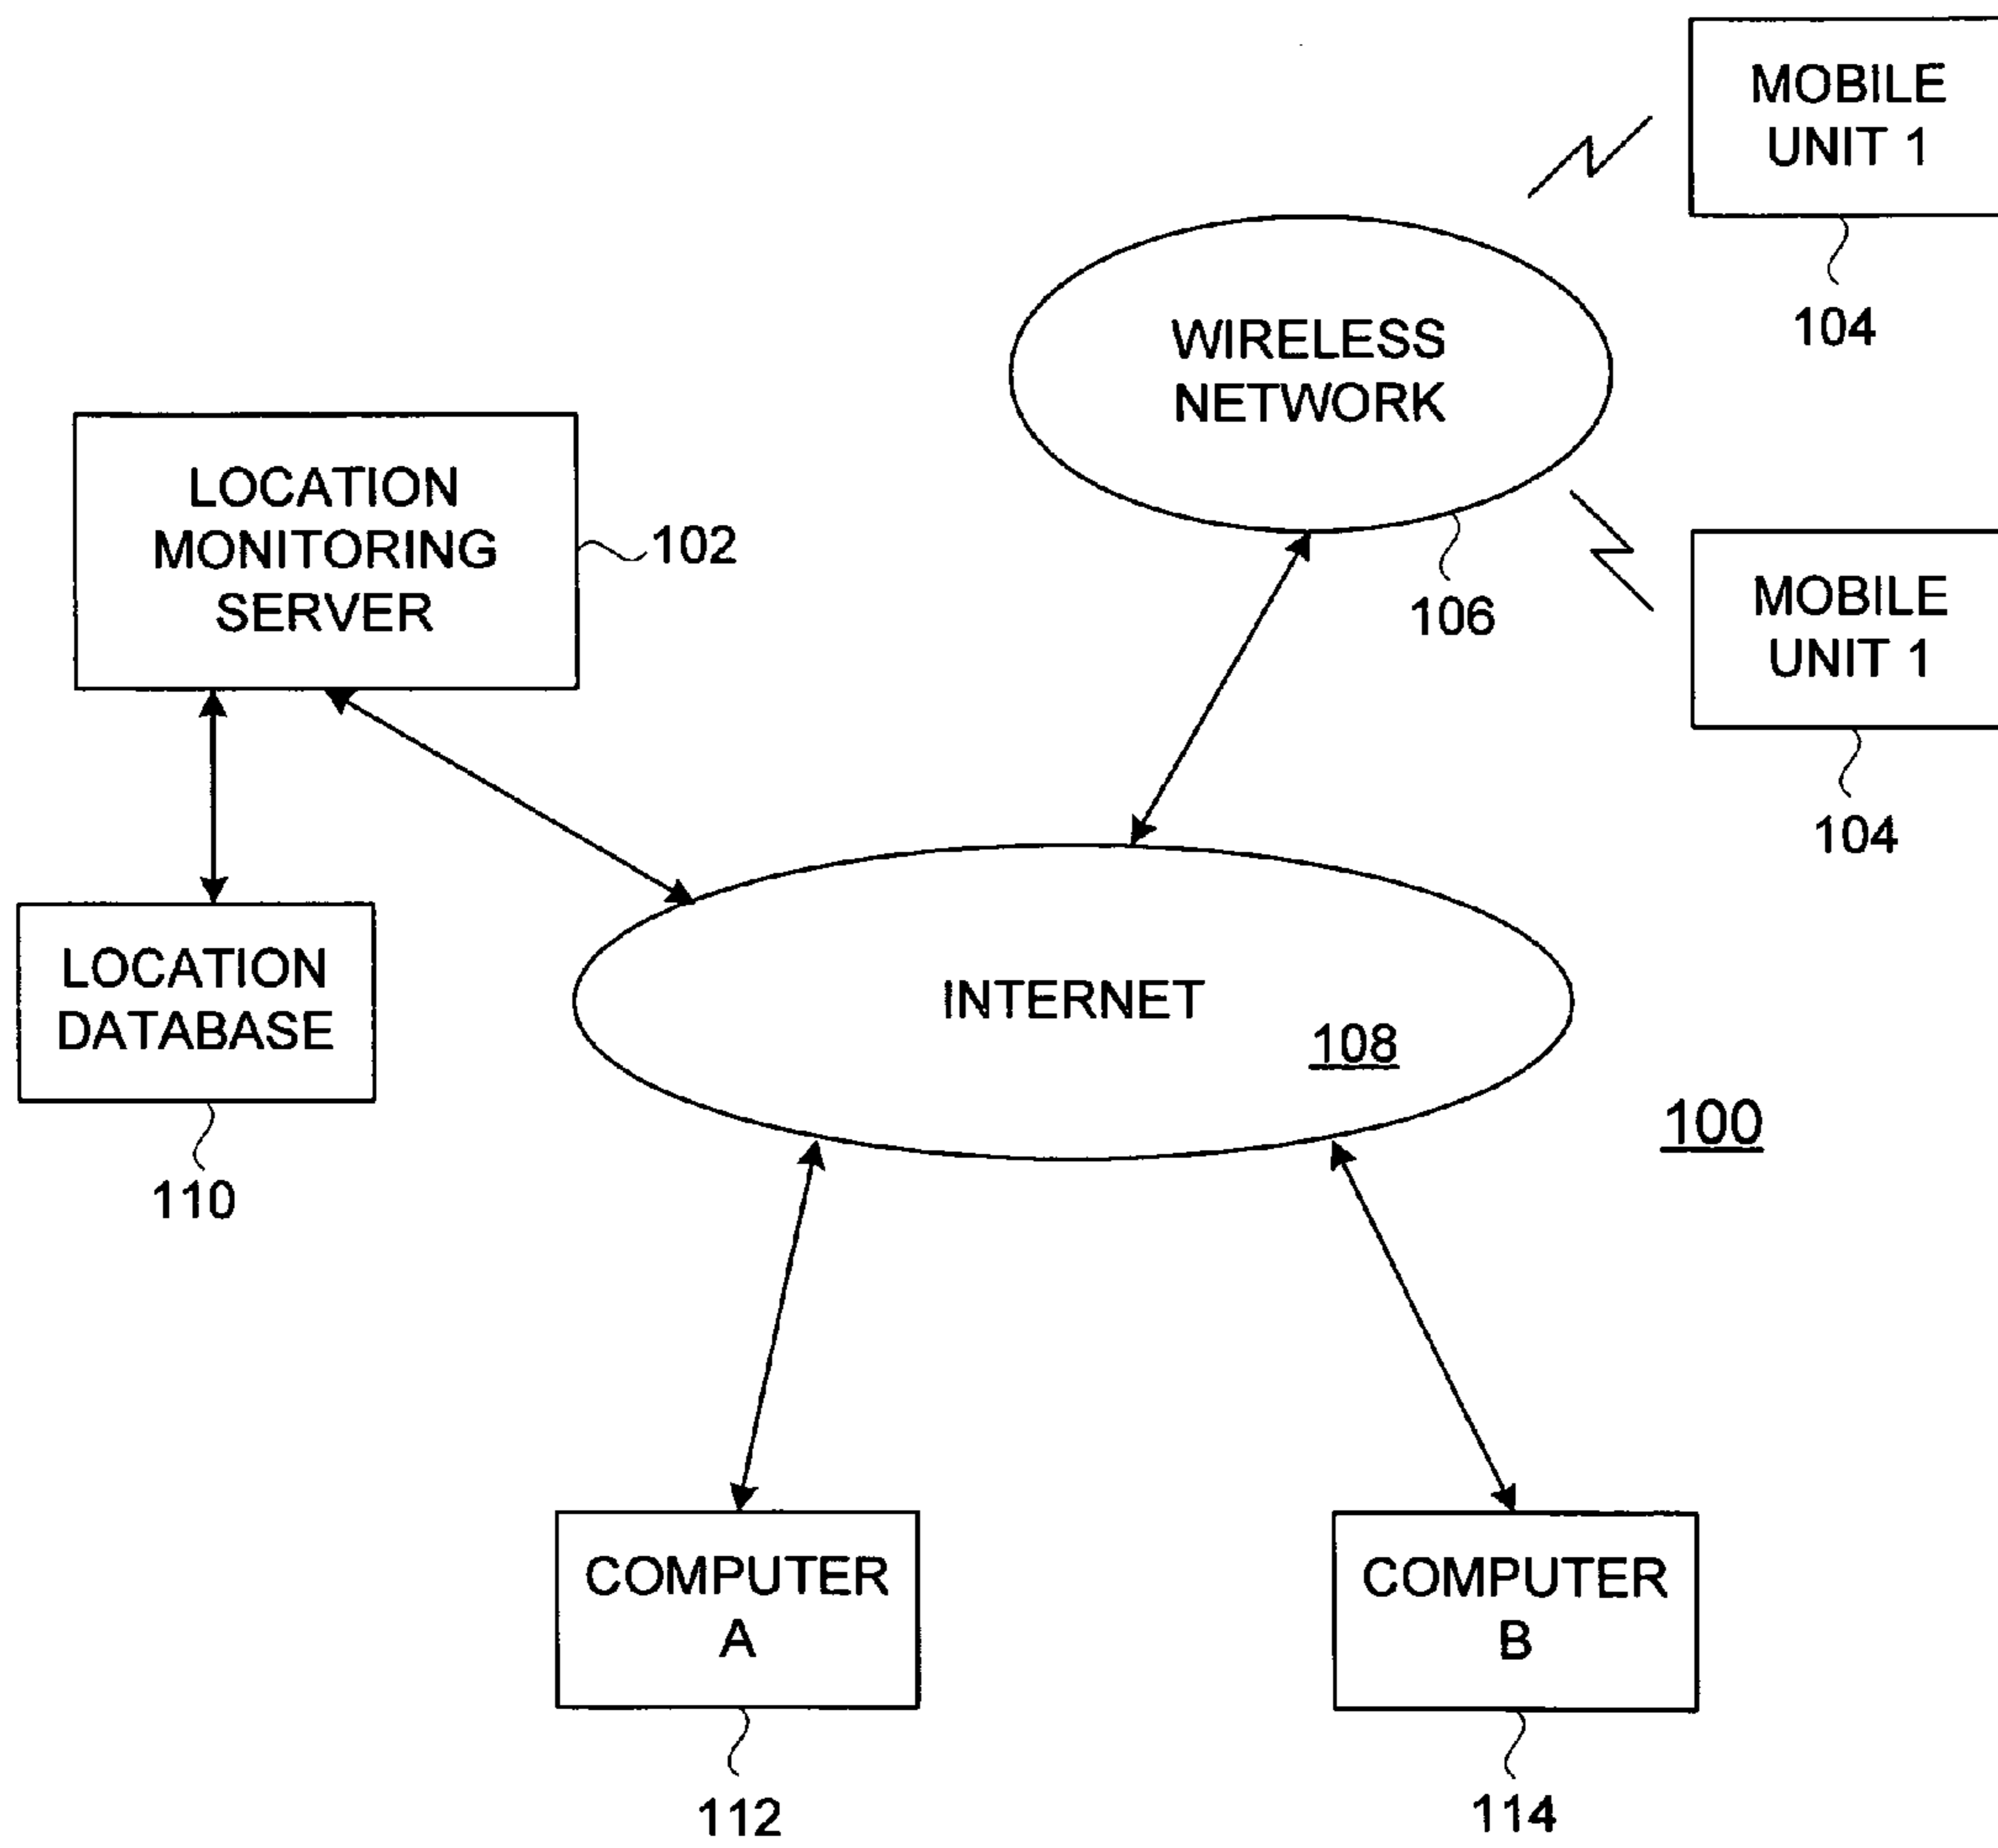 MOBILE
UNIT 1
104
WIRELESS
NETWORK
106
LOCATION
MONITORING
SERVER
102
MOBILE
UNIT 1
104
LOCATION
DATABASE
110
INTERNET
108
100
COMPUTER
A
112
COMPUTER
B
114